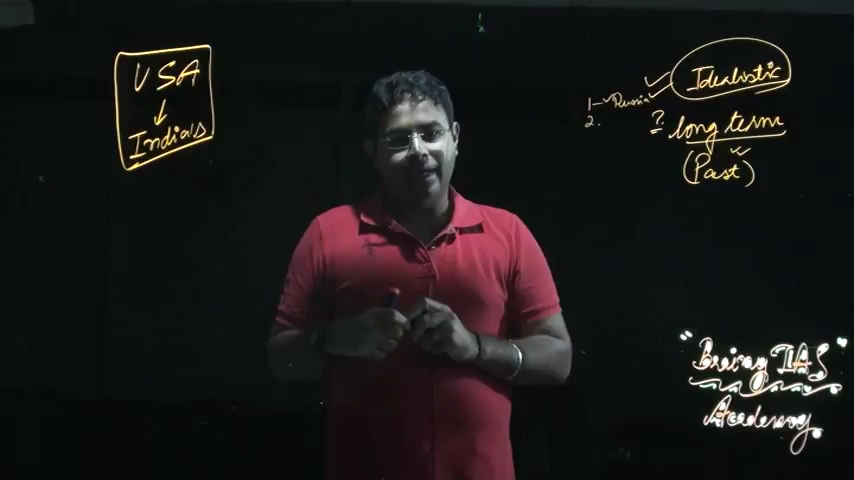 USA
↓
Indians
Idealistic
1- Russia
2.
? long term
(Past)
"Brainy IAS"
Academy